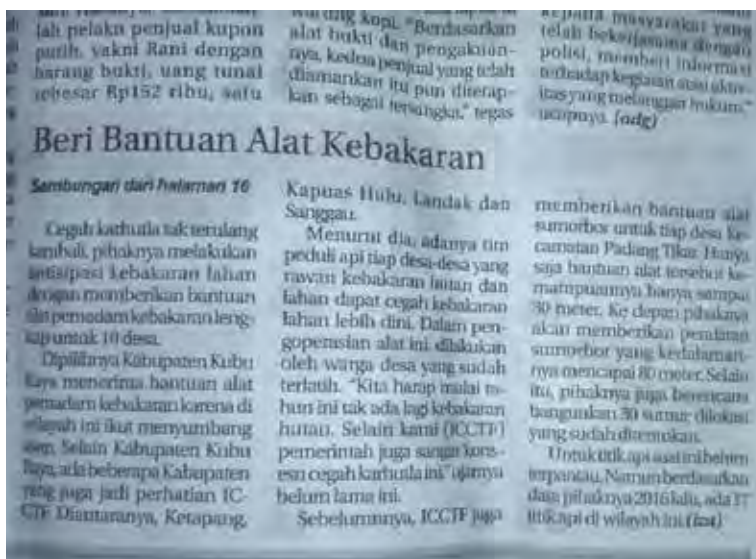 lah pelaku penjual kupon
putih, yakni Rani dengan
barang bukti, uang tunai
sebesar Rp152 ribu, satu
warung kopi. "Berdasarkan
alat bukti dan pengakuan-
nya, kedua penjual yang telah
diamankan itu pun ditetap-
kan sebagai tersangka," tegas
kepada masyarakat yang
telah bekerjasama dengan
polisi, memberi informasi
terhadap kegiatan atau akti-
itas yang melanggar hukum,"
ucapnya. (adg)
Beri Bantuan Alat Kebakaran
Sambungan dari halaman 16
Cegah karhutla tak terulang
kembali, pihaknya melakukan
antisipasi kebakaran lahan
dengan memberikan bantuan
alat pemadam kebakaran leng-
kap untuk 10 desa.
Dipilihnya Kabupaten Kubu
Raya menerima bantuan alat
pemadam kebakaran karena di
wilayah ini ikut menyumbang
Selain Kabupaten Kubu
Raya, ada beberapa Kabupaten
yang juga jadi perhatian IC-
CTF Diantaranya, Ketapang,
Kapuas Hulu, Landak dan
Sanggau.
Menurut dia, adanya tim
peduli api tiap desa-desa yang
rawan kebakaran hutan dan
lahan dapat cegah kebakaran
lahan lebih dini. Dalam pen-
goperasian alat ini dilakukan
oleh warga desa yang sudah
terlatih. "Kita harap mulai ta-
hun ini tak ada lagi kebakaran
hutan. Selain kami (ICCTF)
pemerintah juga sangat kons-
esn cegah karhutla ini" ujarnya
belum lama ini.
Sebelumnnya, ICCTF juga
memberikan bantuan alat
sumorbor untuk tiap desa Ke-
camatan Padang Tikar. Hanya
saja bantuan alat tersebut ke-
mampuannya hanya sampai
30 meter. Ke depan pihaknya
akan memberikan peralatan
sumorbor yang kedalaman-
nya mencapai 80 meter. Selain
itu, pihaknya juga berencana
bangunkan 30 sumur dilokasi
yang sudah ditentukan.
Untuk titik api saat ini belum
terpantau. Namun berdasarkan
data pihaknya 2016 lalu, ada 17
titik api di wilayah ini.